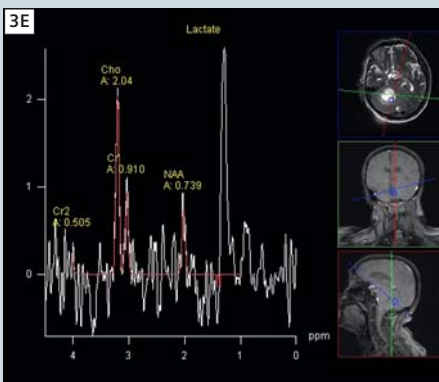 3E
Lactate
Cho
A: 2.04
Cr
A: 0.910
NAA
A: 0.739
Cr2
A: 0.505
2
1
0
ppm
4 3 2 1 0